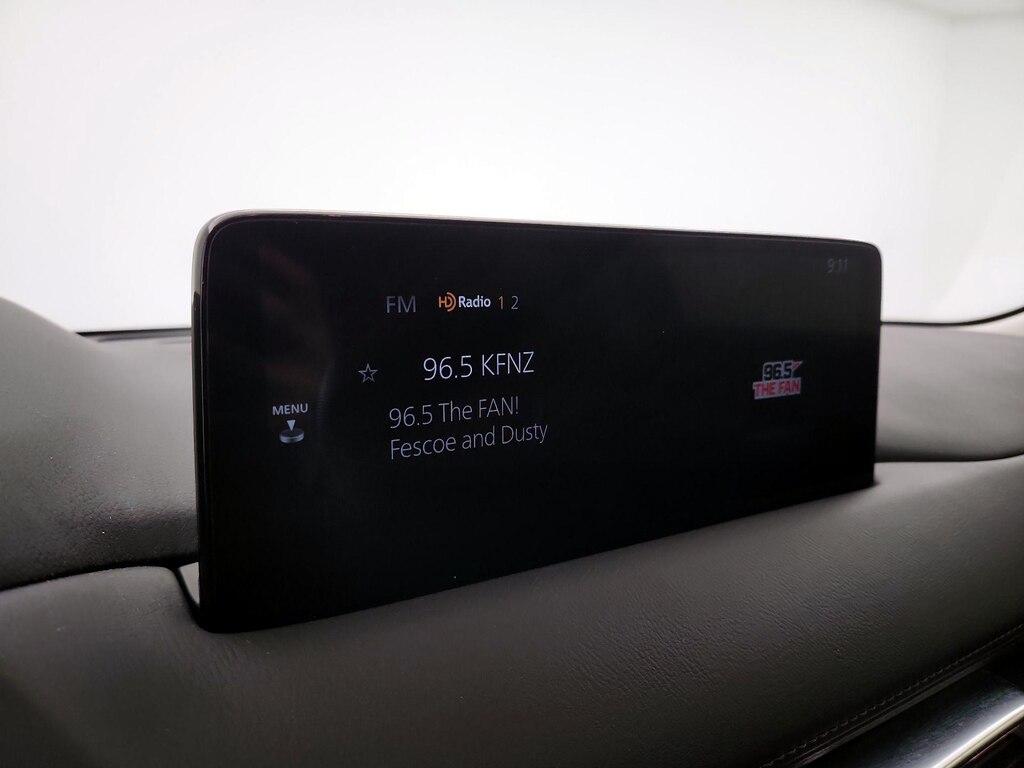 9:11
FM HD Radio 1 2
96.5 KFNZ
96.5 The FAN!
Fescoe and Dusty
MENU
96.5
THE FAN